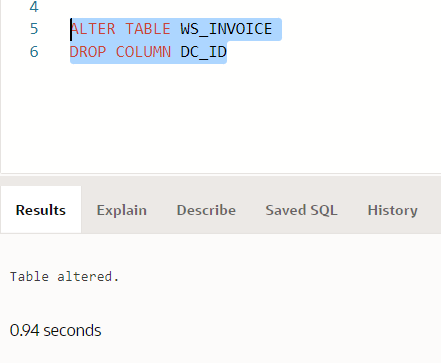 4
5 ALTER TABLE WS_INVOICE
6 DROP COLUMN DC_ID
Results Explain Describe Saved SQL History
Table altered.
0.94 seconds